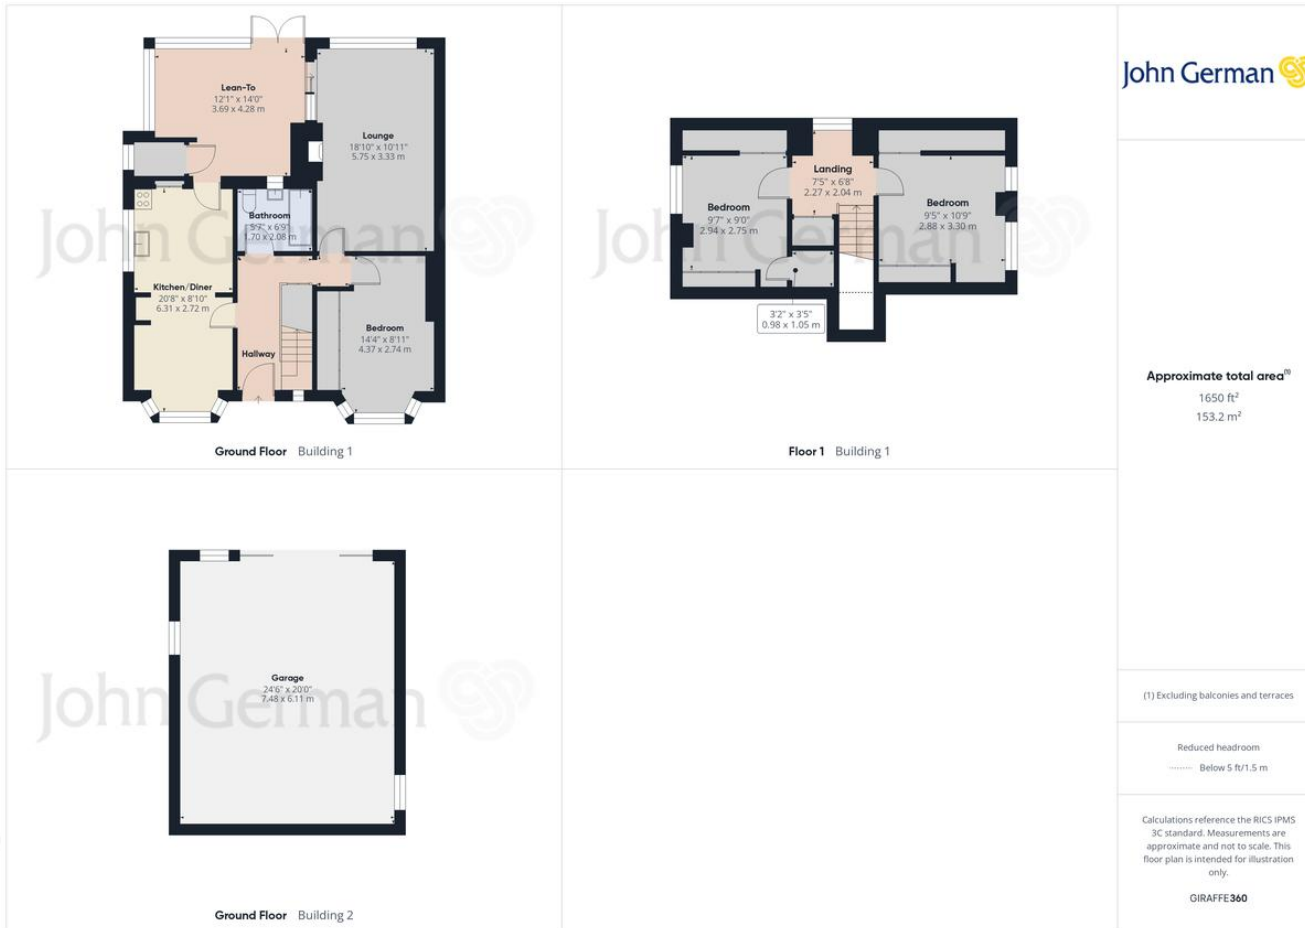 Lean-To
12'1" x 14'0"
3.69 x 4.28 m
Lounge
18'10" x 10'11"
5.75 x 3.33 m
Bathroom
5'7" x 6'9"
1.70 x 2.08 m
Kitchen/Diner
20'8" x 8'10"
6.31 x 2.72 m
Bedroom
14'4" x 8'11"
4.37 x 2.74 m
Hallway
John German
Ground Floor Building 1
Landing
7'5" x 6'8"
2.27 x 2.04 m
Bedroom
9'7" x 9'0"
2.94 x 2.75 m
Bedroom
9'5" x 10'9"
2.88 x 3.30 m
3'2" x 3'5"
0.98 x 1.05 m
John German
Floor 1 Building 1
Garage
24'6" x 20'0"
7.48 x 6.11 m
John German
Ground Floor Building 2
John German
Approximate total area(1)
1650 ft²
153.2 m²
(1) Excluding balconies and terraces
Reduced headroom
Below 5 ft/1.5 m
Calculations reference the RICS IPMS
3C standard. Measurements are
approximate and not to scale. This
floor plan is intended for illustration
only.
GIRAFFE360